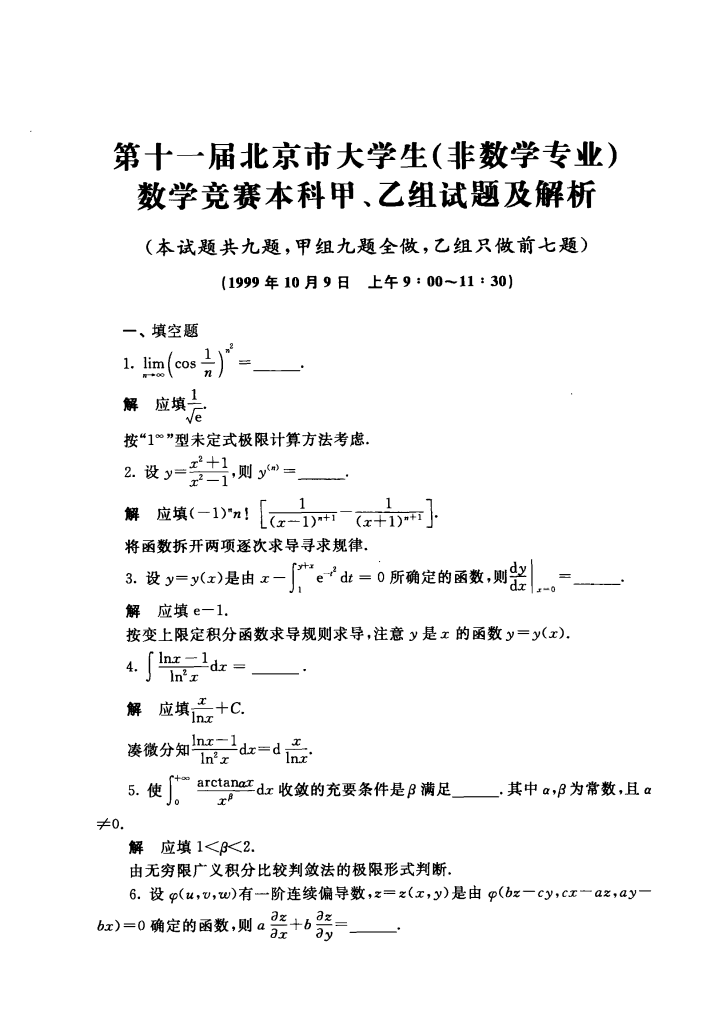 第十一届北京市大学生(非数学专业)
数学竞赛本科甲、乙组试题及解析
(本试题共九题,甲组九题全做,乙组只做前七题)
(1999 年 10 月 9 日 上午 9:00~11:30)
一、填空题
1. $\lim_{n\to\infty}\left(\cos\frac{1}{n}\right)^{n^2}$ = ______.
解 应填$\frac{1}{\sqrt{e}}$.
按“$1^\infty$”型未定式极限计算方法考虑.
2. 设 $y=\frac{x^2+1}{x^2-1}$,则 $y^{(n)}$ = ______.
解 应填$(-1)^n n!\left[\frac{1}{(x-1)^{n+1}}-\frac{1}{(x+1)^{n+1}}\right]$.
将函数拆开两项逐次求导寻求规律.
3. 设 $y=y(x)$是由 $x-\int_1^{y+x}e^{-t^2}dt=0$ 所确定的函数,则$\left.\frac{dy}{dx}\right|_{x=0}$ = ______.
解 应填 e-1.
按变上限定积分函数求导规则求导,注意 y 是 x 的函数 y=y(x).
4. $\int\frac{\ln x-1}{\ln^2 x}dx$ = ______.
解 应填$\frac{x}{\ln x}$+C.
凑微分知$\frac{\ln x-1}{\ln^2 x}dx=d\frac{x}{\ln x}$.
5. 使$\int_0^{+\infty}\frac{\arctan\alpha x}{x^\beta}dx$ 收敛的充要条件是 β 满足______.其中 α,β 为常数,且 α
≠0.
解 应填 1<β<2.
由无穷限广义积分比较判敛法的极限形式判断.
6. 设 φ(u,v,w)有一阶连续偏导数,z=z(x,y)是由 φ(bz-cy,cx-az,ay-
bx)=0 确定的函数,则 $a\frac{\partial z}{\partial x}+b\frac{\partial z}{\partial y}$=______.